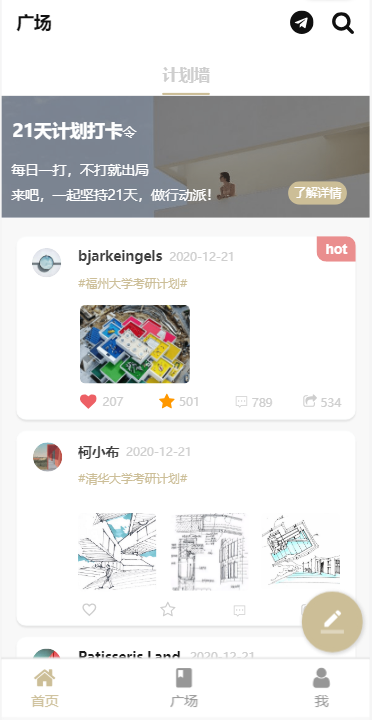 广场
计划墙
21天计划打卡令
每日一打，不打就出局
来吧，一起坚持21天，做行动派！
了解详情
hot
bjarkeingels 2020-12-21
#福州大学考研计划#
207 501 789 534
柯小布 2020-12-21
#清华大学考研计划#
Patisseris Land 2020-12-21
首页 广场 我